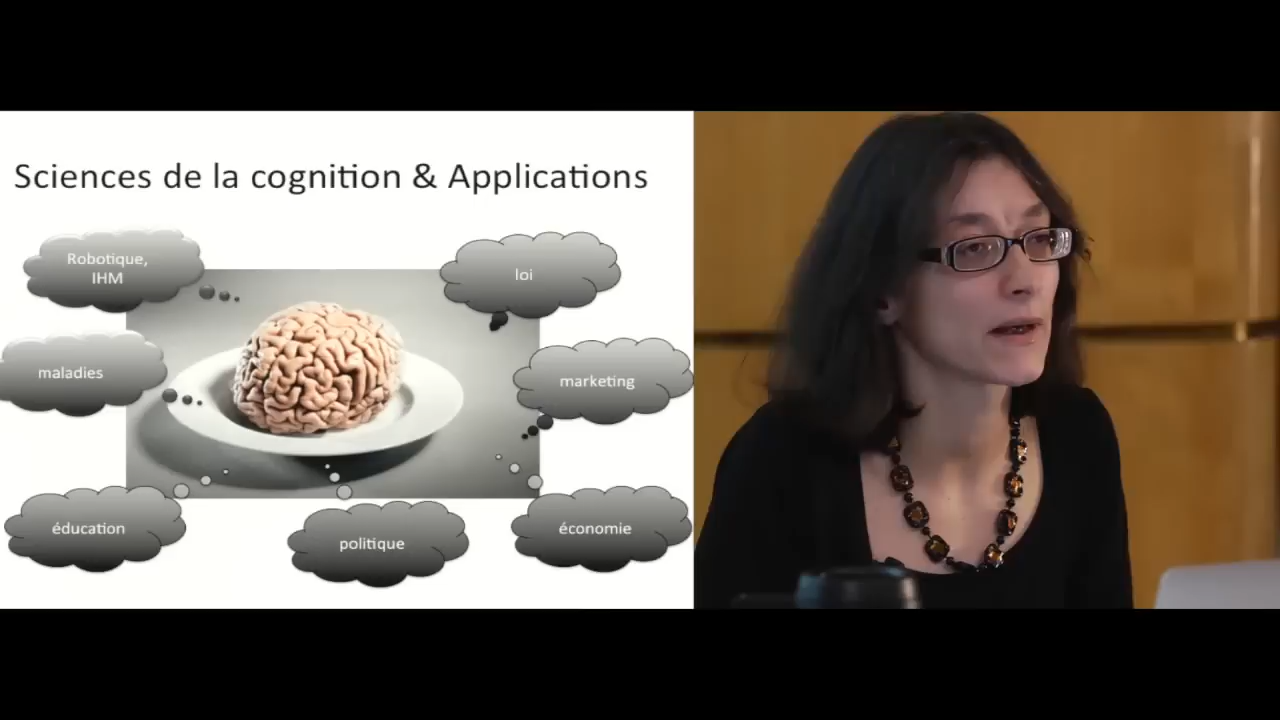 Sciences de la cognition & Applications
Robotique,
IHM
loi
maladies
marketing
éducation
politique
économie